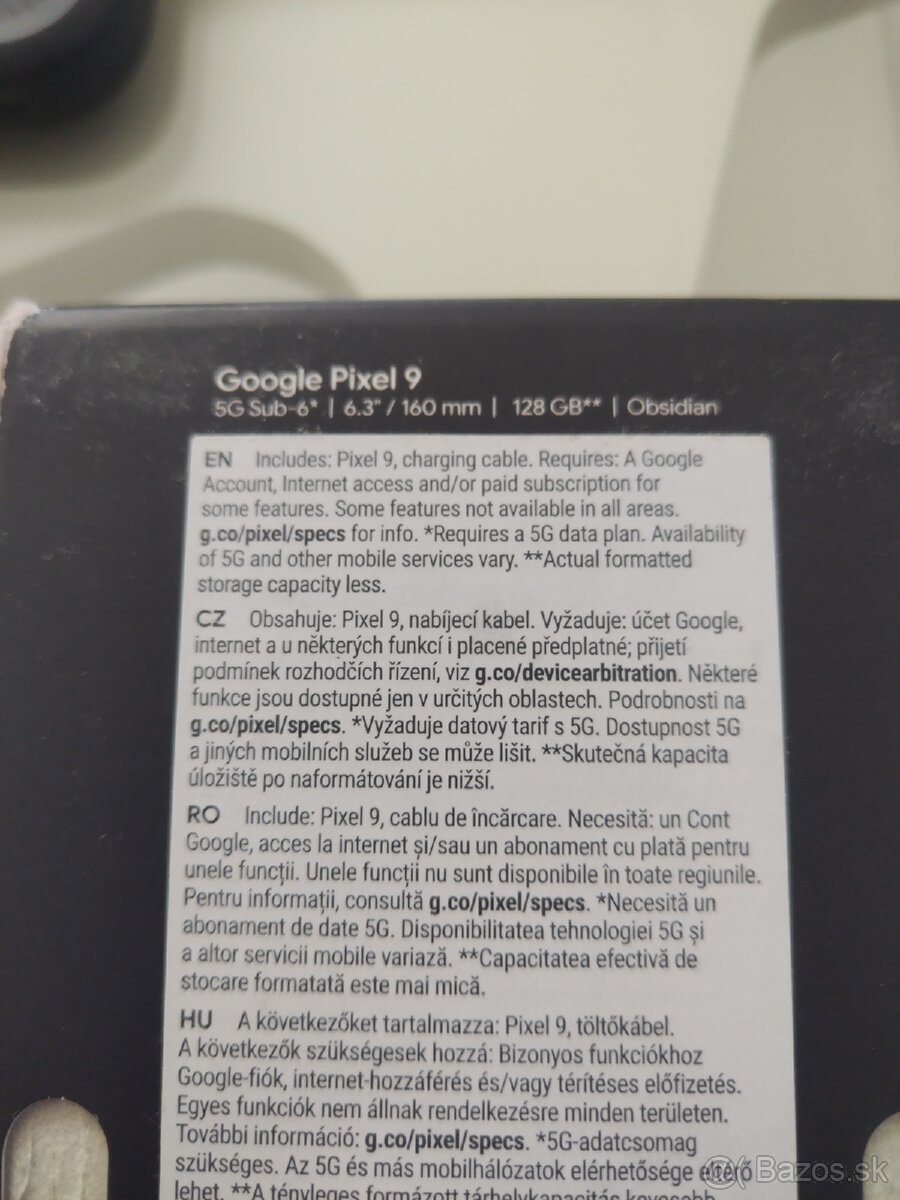 Google Pixel 9
5G Sub-6* | 6.3" / 160 mm | 128 GB** | Obsidian
EN Includes: Pixel 9, charging cable. Requires: A Google
Account, Internet access and/or paid subscription for
some features. Some features not available in all areas.
g.co/pixel/specs for info. *Requires a 5G data plan. Availability
of 5G and other mobile services vary. **Actual formatted
storage capacity less.
CZ Obsahuje: Pixel 9, nabíjecí kabel. Vyžaduje: účet Google,
internet a u některých funkcí i placené předplatné; přijetí
podmínek rozhodčích řízení, viz g.co/devicearbitration. Některé
funkce jsou dostupné jen v určitých oblastech. Podrobnosti na
g.co/pixel/specs. *Vyžaduje datový tarif s 5G. Dostupnost 5G
a jiných mobilních služeb se může lišit. **Skutečná kapacita
úložiště po naformátování je nižší.
RO Include: Pixel 9, cablu de încărcare. Necesită: un Cont
Google, acces la internet și/sau un abonament cu plată pentru
unele funcții. Unele funcții nu sunt disponibile în toate regiunile.
Pentru informații, consultă g.co/pixel/specs. *Necesită un
abonament de date 5G. Disponibilitatea tehnologiei 5G și
a altor servicii mobile variază. **Capacitatea efectivă de
stocare formatată este mai mică.
HU A következőket tartalmazza: Pixel 9, töltőkábel.
A következők szükségesek hozzá: Bizonyos funkciókhoz
Google-fiók, internet-hozzáférés és/vagy térítéses előfizetés.
Egyes funkciók nem állnak rendelkezésre minden területen.
További információ: g.co/pixel/specs. *5G-adatcsomag
szükséges. Az 5G és más mobilhálózatok elérhetősége eltérő
lehet. **A tényleges formázott tárhelykapacitás kevesebb
Bazos.sk